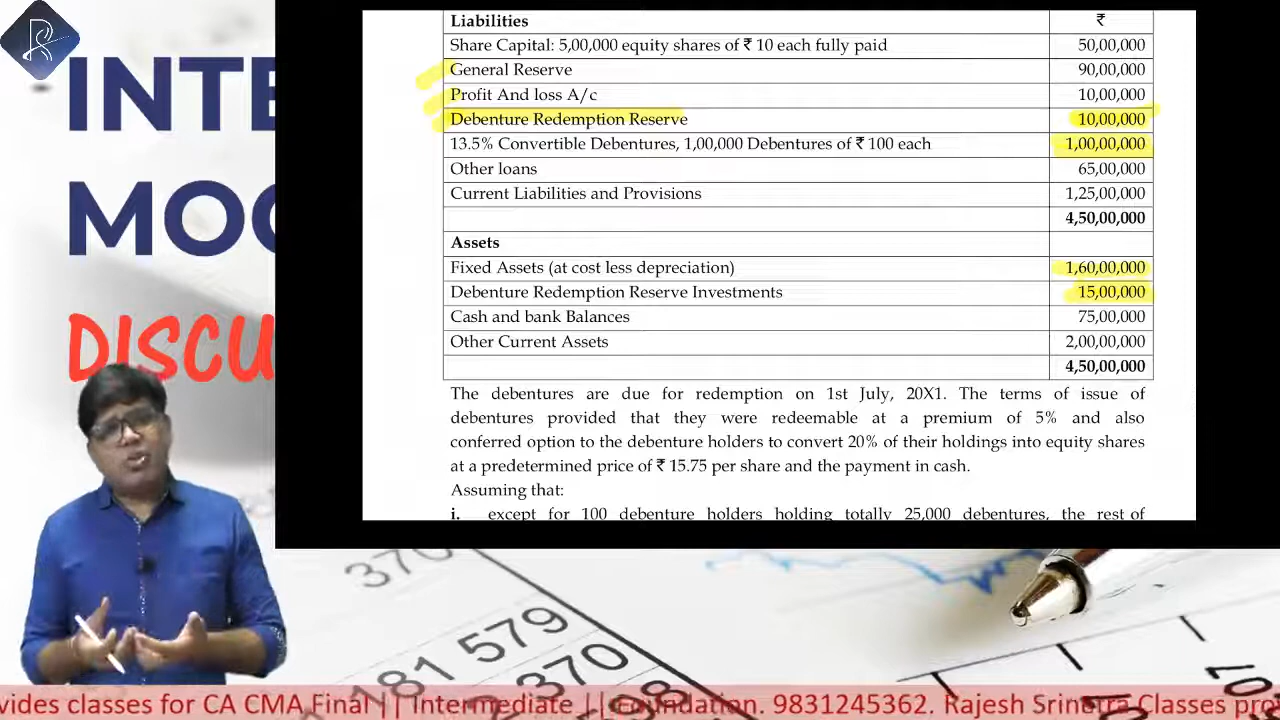 INTE
MOC
DISCU
Liabilities ₹
Share Capital: 5,00,000 equity shares of ₹ 10 each fully paid 50,00,000
General Reserve 90,00,000
Profit And loss A/c 10,00,000
Debenture Redemption Reserve 10,00,000
13.5% Convertible Debentures, 1,00,000 Debentures of ₹ 100 each 1,00,00,000
Other loans 65,00,000
Current Liabilities and Provisions 1,25,00,000
4,50,00,000
Assets
Fixed Assets (at cost less depreciation) 1,60,00,000
Debenture Redemption Reserve Investments 15,00,000
Cash and bank Balances 75,00,000
Other Current Assets 2,00,00,000
4,50,00,000
The debentures are due for redemption on 1st July, 20X1. The terms of issue of
debentures provided that they were redeemable at a premium of 5% and also
conferred option to the debenture holders to convert 20% of their holdings into equity shares
at a predetermined price of ₹ 15.75 per share and the payment in cash.
Assuming that:
i. except for 100 debenture holders holding totally 25,000 debentures, the rest of
370
181 579
370
vides classes for CA CMA Final || Intermediate || Foundation. 9831245362. Rajesh Srinetra Classes pro